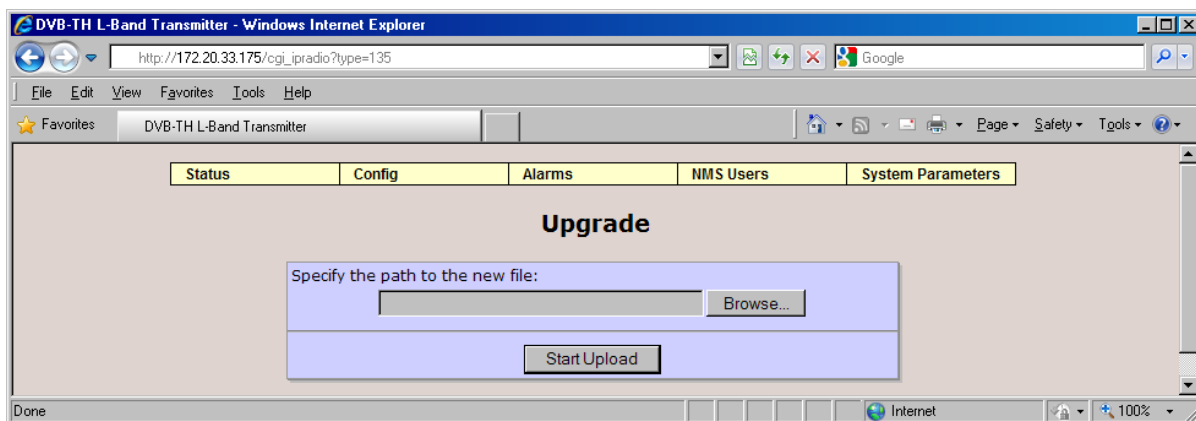 DVB-TH L-Band Transmitter - Windows Internet Explorer
http://172.20.33.175/cgi_ipradio?type=135
Google
File Edit View Favorites Tools Help
Favorites DVB-TH L-Band Transmitter Page Safety Tools
Status Config Alarms NMS Users System Parameters
Upgrade
Specify the path to the new file:
Browse...
Start Upload
Done Internet 100%